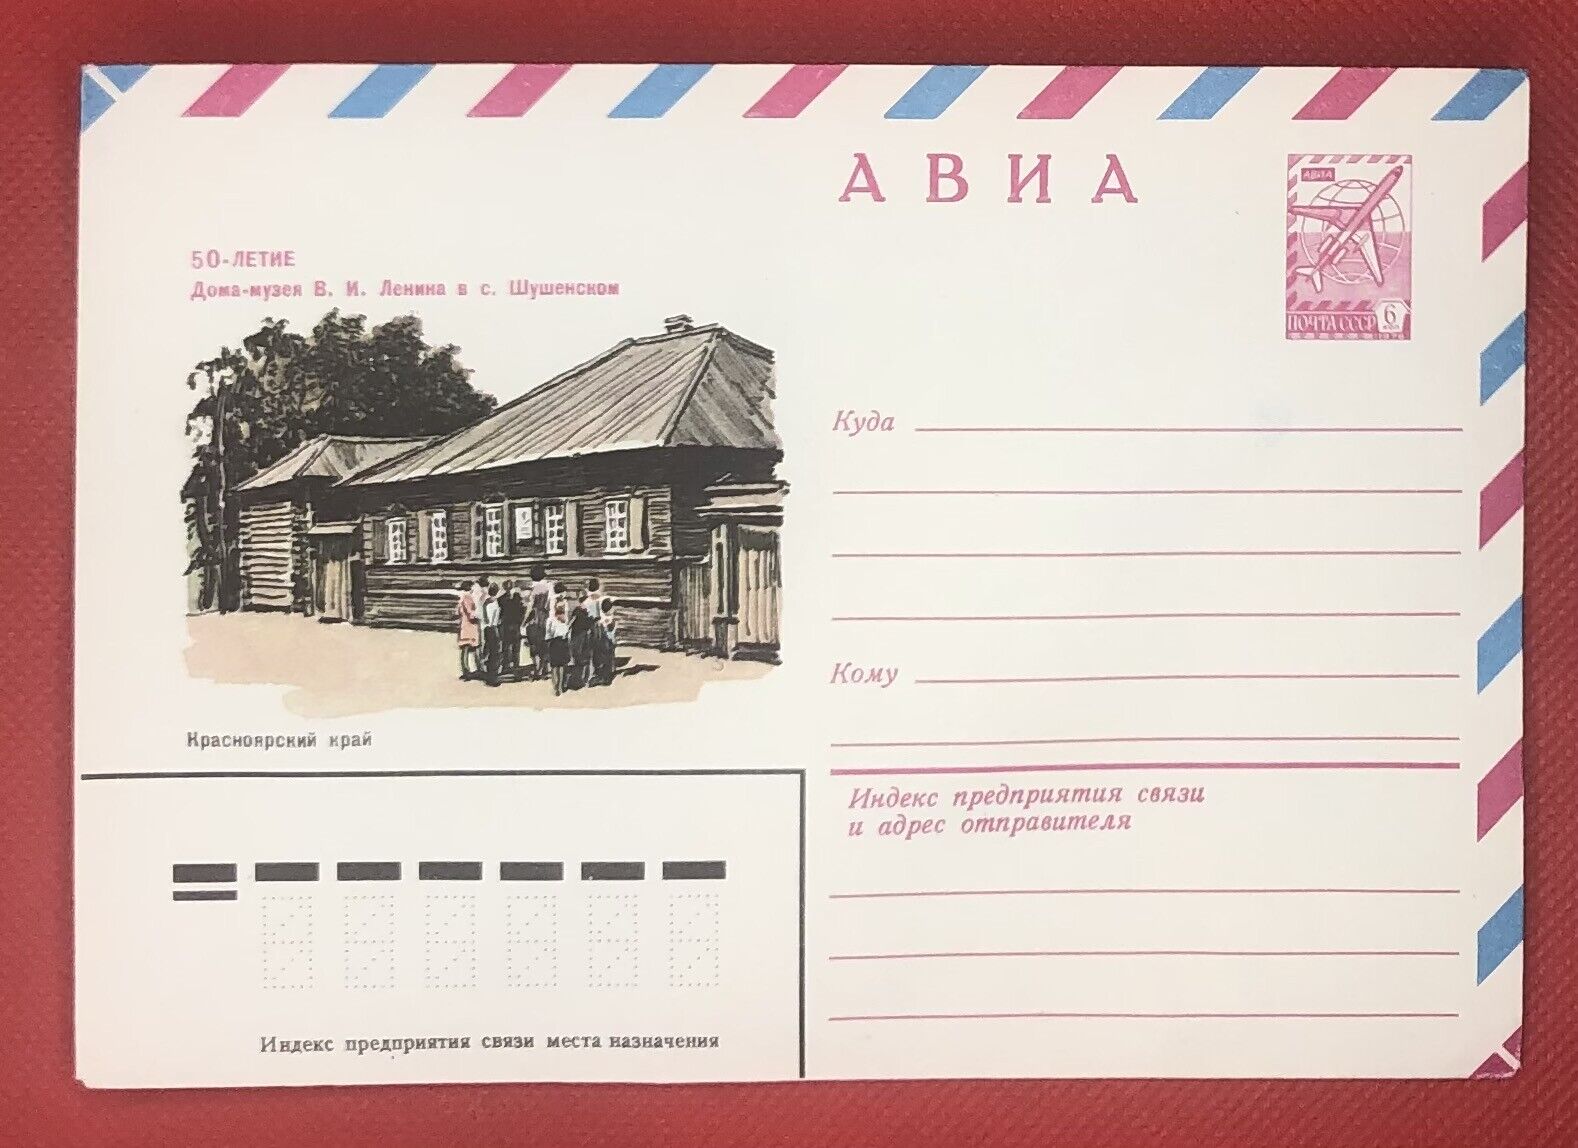 АВИА
АВИА
ПОЧТА СССР 6
50-ЛЕТИЕ
Дома-музея В. И. Ленина в с. Шушенском
Красноярский край
Куда
Кому
Индекс предприятия связи
и адрес отправителя
Индекс предприятия связи места назначения